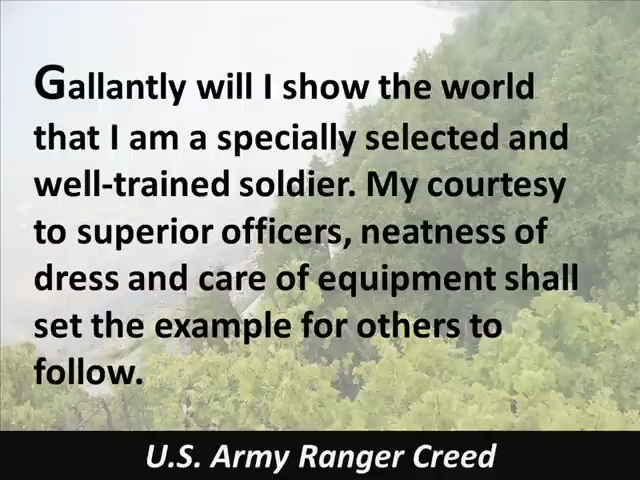 Gallantly will I show the world
that I am a specially selected and
well-trained soldier. My courtesy
to superior officers, neatness of
dress and care of equipment shall
set the example for others to
follow.
U.S. Army Ranger Creed